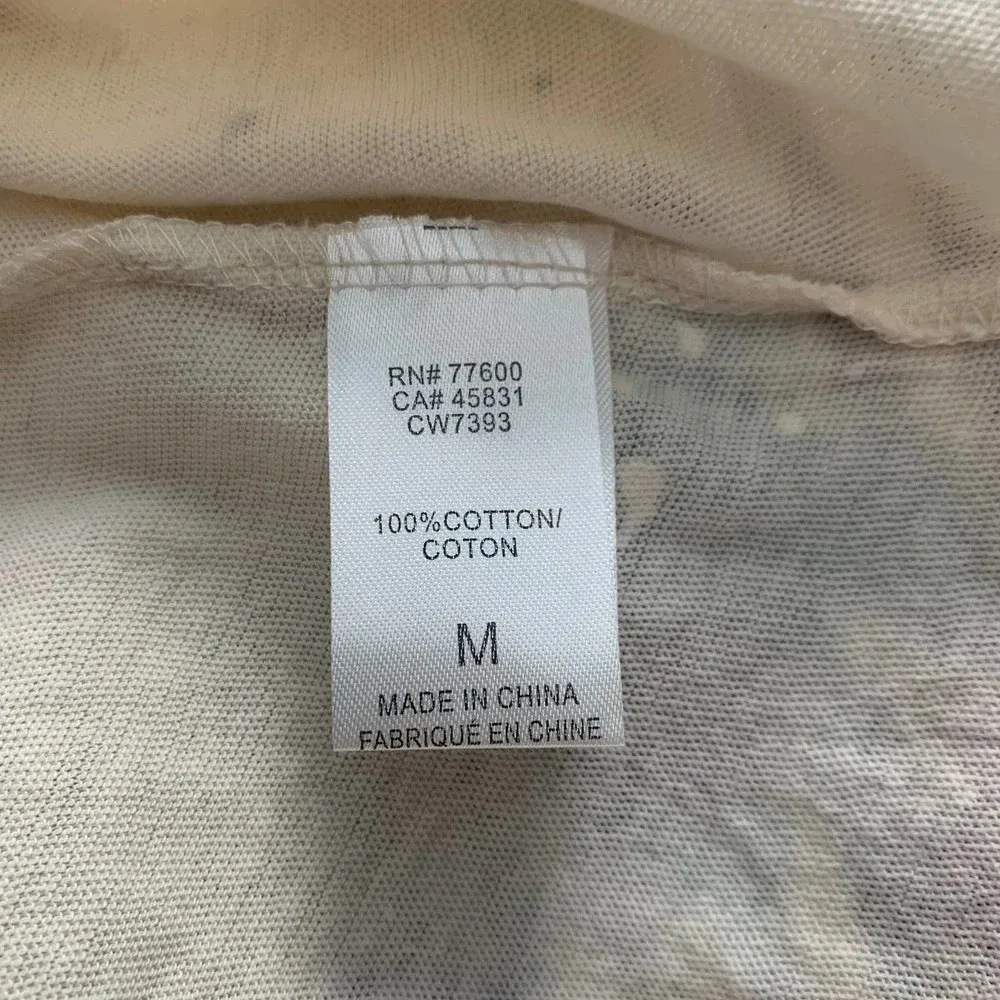 RN# 77600
CA# 45831
CW7393
100%COTTON/
COTON
M
MADE IN CHINA
FABRIQUÉ EN CHINE